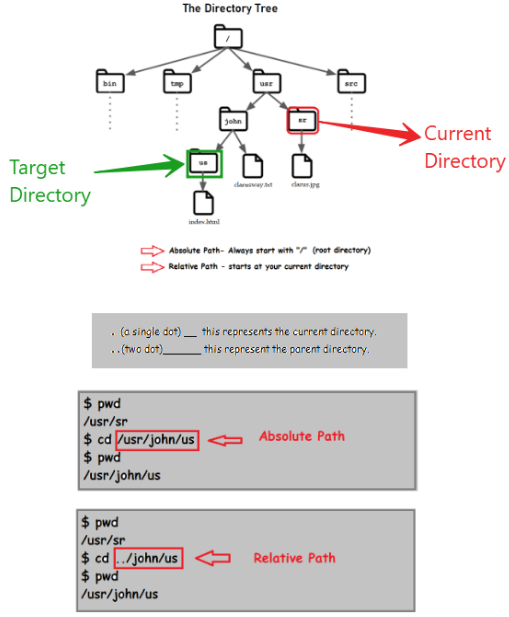 The Directory Tree
/
bin
tmp
usr
src
john
sr
Current
Directory
Target
Directory
us
clarusway.txt
clarus.jpg
index.html
Absolute Path- Always start with "/" (root directory)
Relative Path - starts at your current directory
. (a single dot) __ this represents the current directory.
..(two dot)______ this represent the parent directory.
$ pwd
/usr/sr
$ cd /usr/john/us
Absolute Path
$ pwd
/usr/john/us
$ pwd
/usr/sr
$ cd ../john/us
Relative Path
$ pwd
/usr/john/us